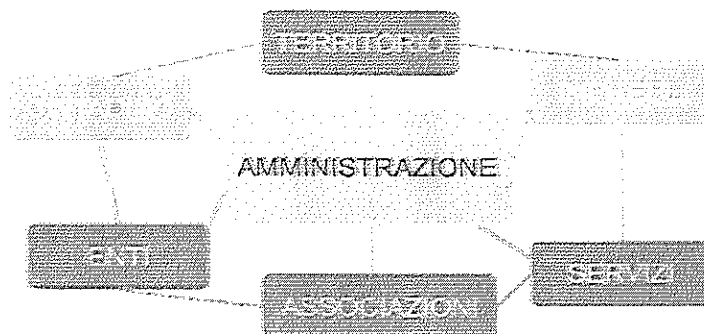 TERRITORIO
AMMINISTRAZIONE
ENTI
SERVIZI
ASSOCIAZIONI